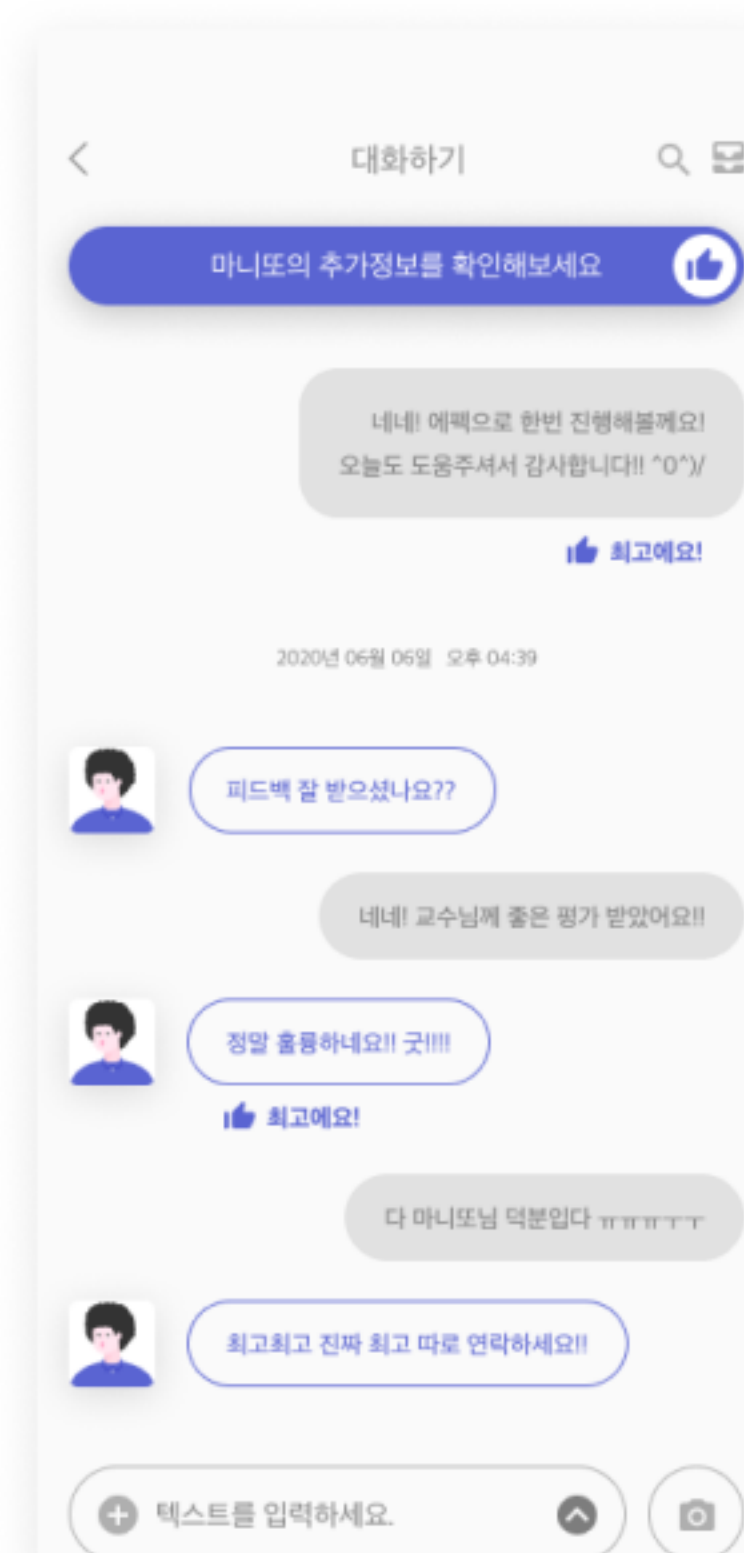 대화하기
마니또의 추가정보를 확인해보세요
네네! 에펙으로 한번 진행해볼께요!
오늘도 도움주셔서 감사합니다!! ^0^)/
최고에요!
2020년 06월 06일 오후 04:39
피드백 잘 받으셨나요??
네네! 교수님께 좋은 평가 받았어요!!
정말 훌륭하네요!! 굿!!!!
최고에요!
다 마니또님 덕분입다 ㅠㅠㅠㅜㅜ
최고최고 진짜 최고 따로 연락하세요!!
텍스트를 입력하세요.